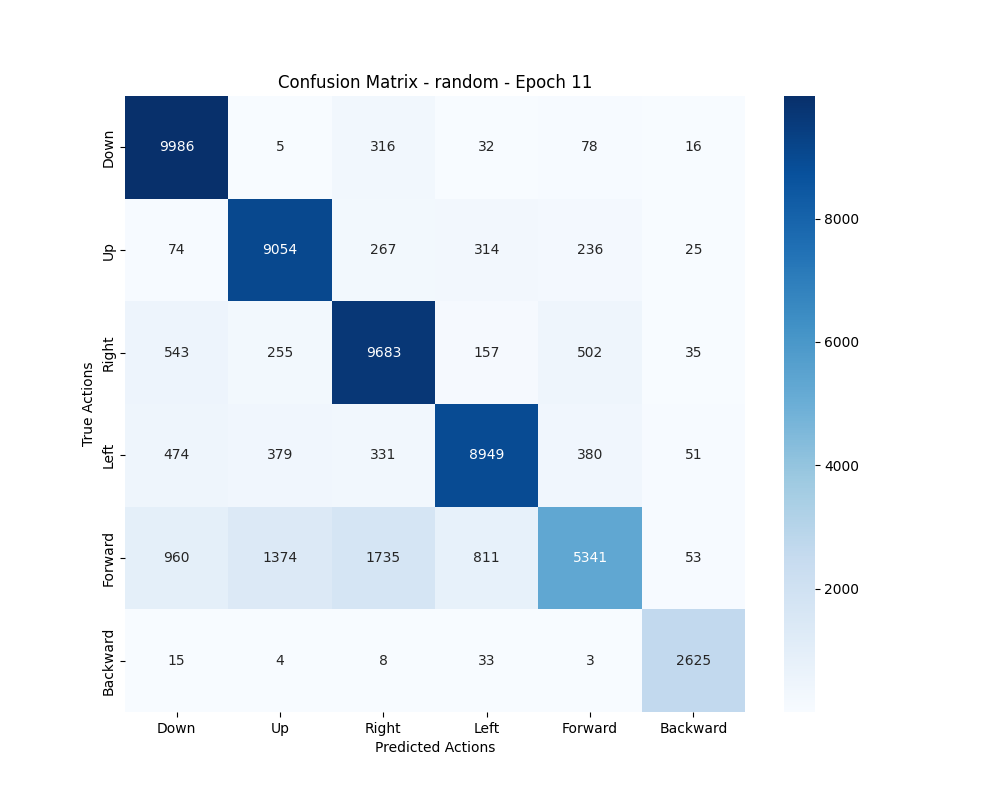 Confusion Matrix - random - Epoch 11
True Actions
Down 9986 5 316 32 78 16
Up 74 9054 267 314 236 25
Right 543 255 9683 157 502 35
Left 474 379 331 8949 380 51
Forward 960 1374 1735 811 5341 53
Backward 15 4 8 33 3 2625
Down Up Right Left Forward Backward
Predicted Actions
8000
6000
4000
2000